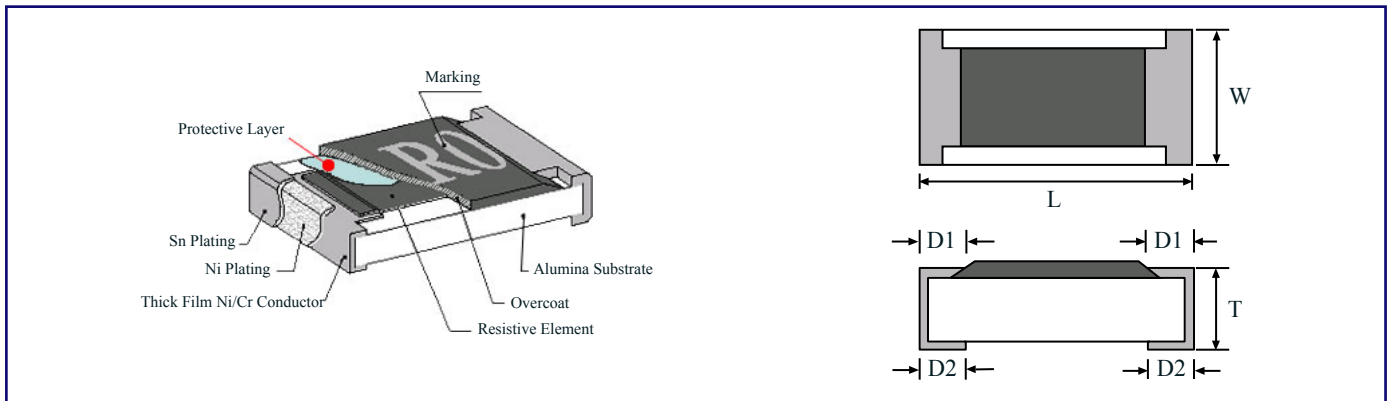 Marking
Protective Layer
R0
Sn Plating
Ni Plating
Thick Film Ni/Cr Conductor
Alumina Substrate
Overcoat
Resistive Element
W
L
D1 D1
T
D2 D2